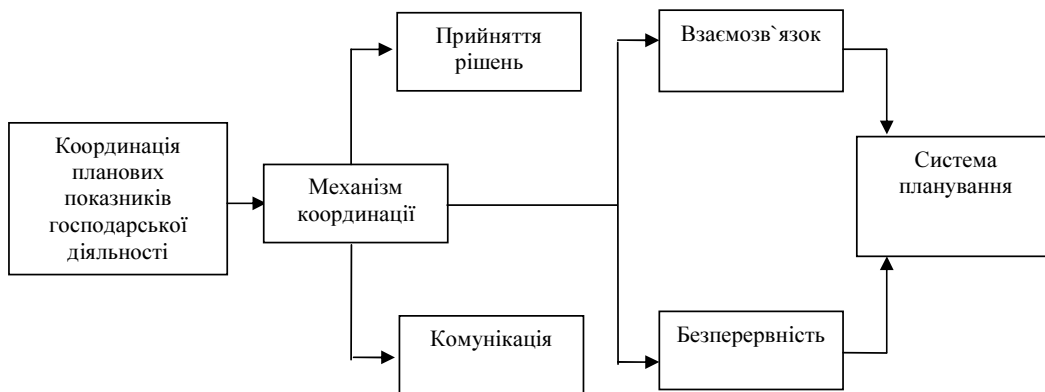 Прийняття
рішень
Взаємозв`язок
Координація
планових
показників
господарської
діяльності
Механізм
координації
Система
планування
Комунікація
Безперервність